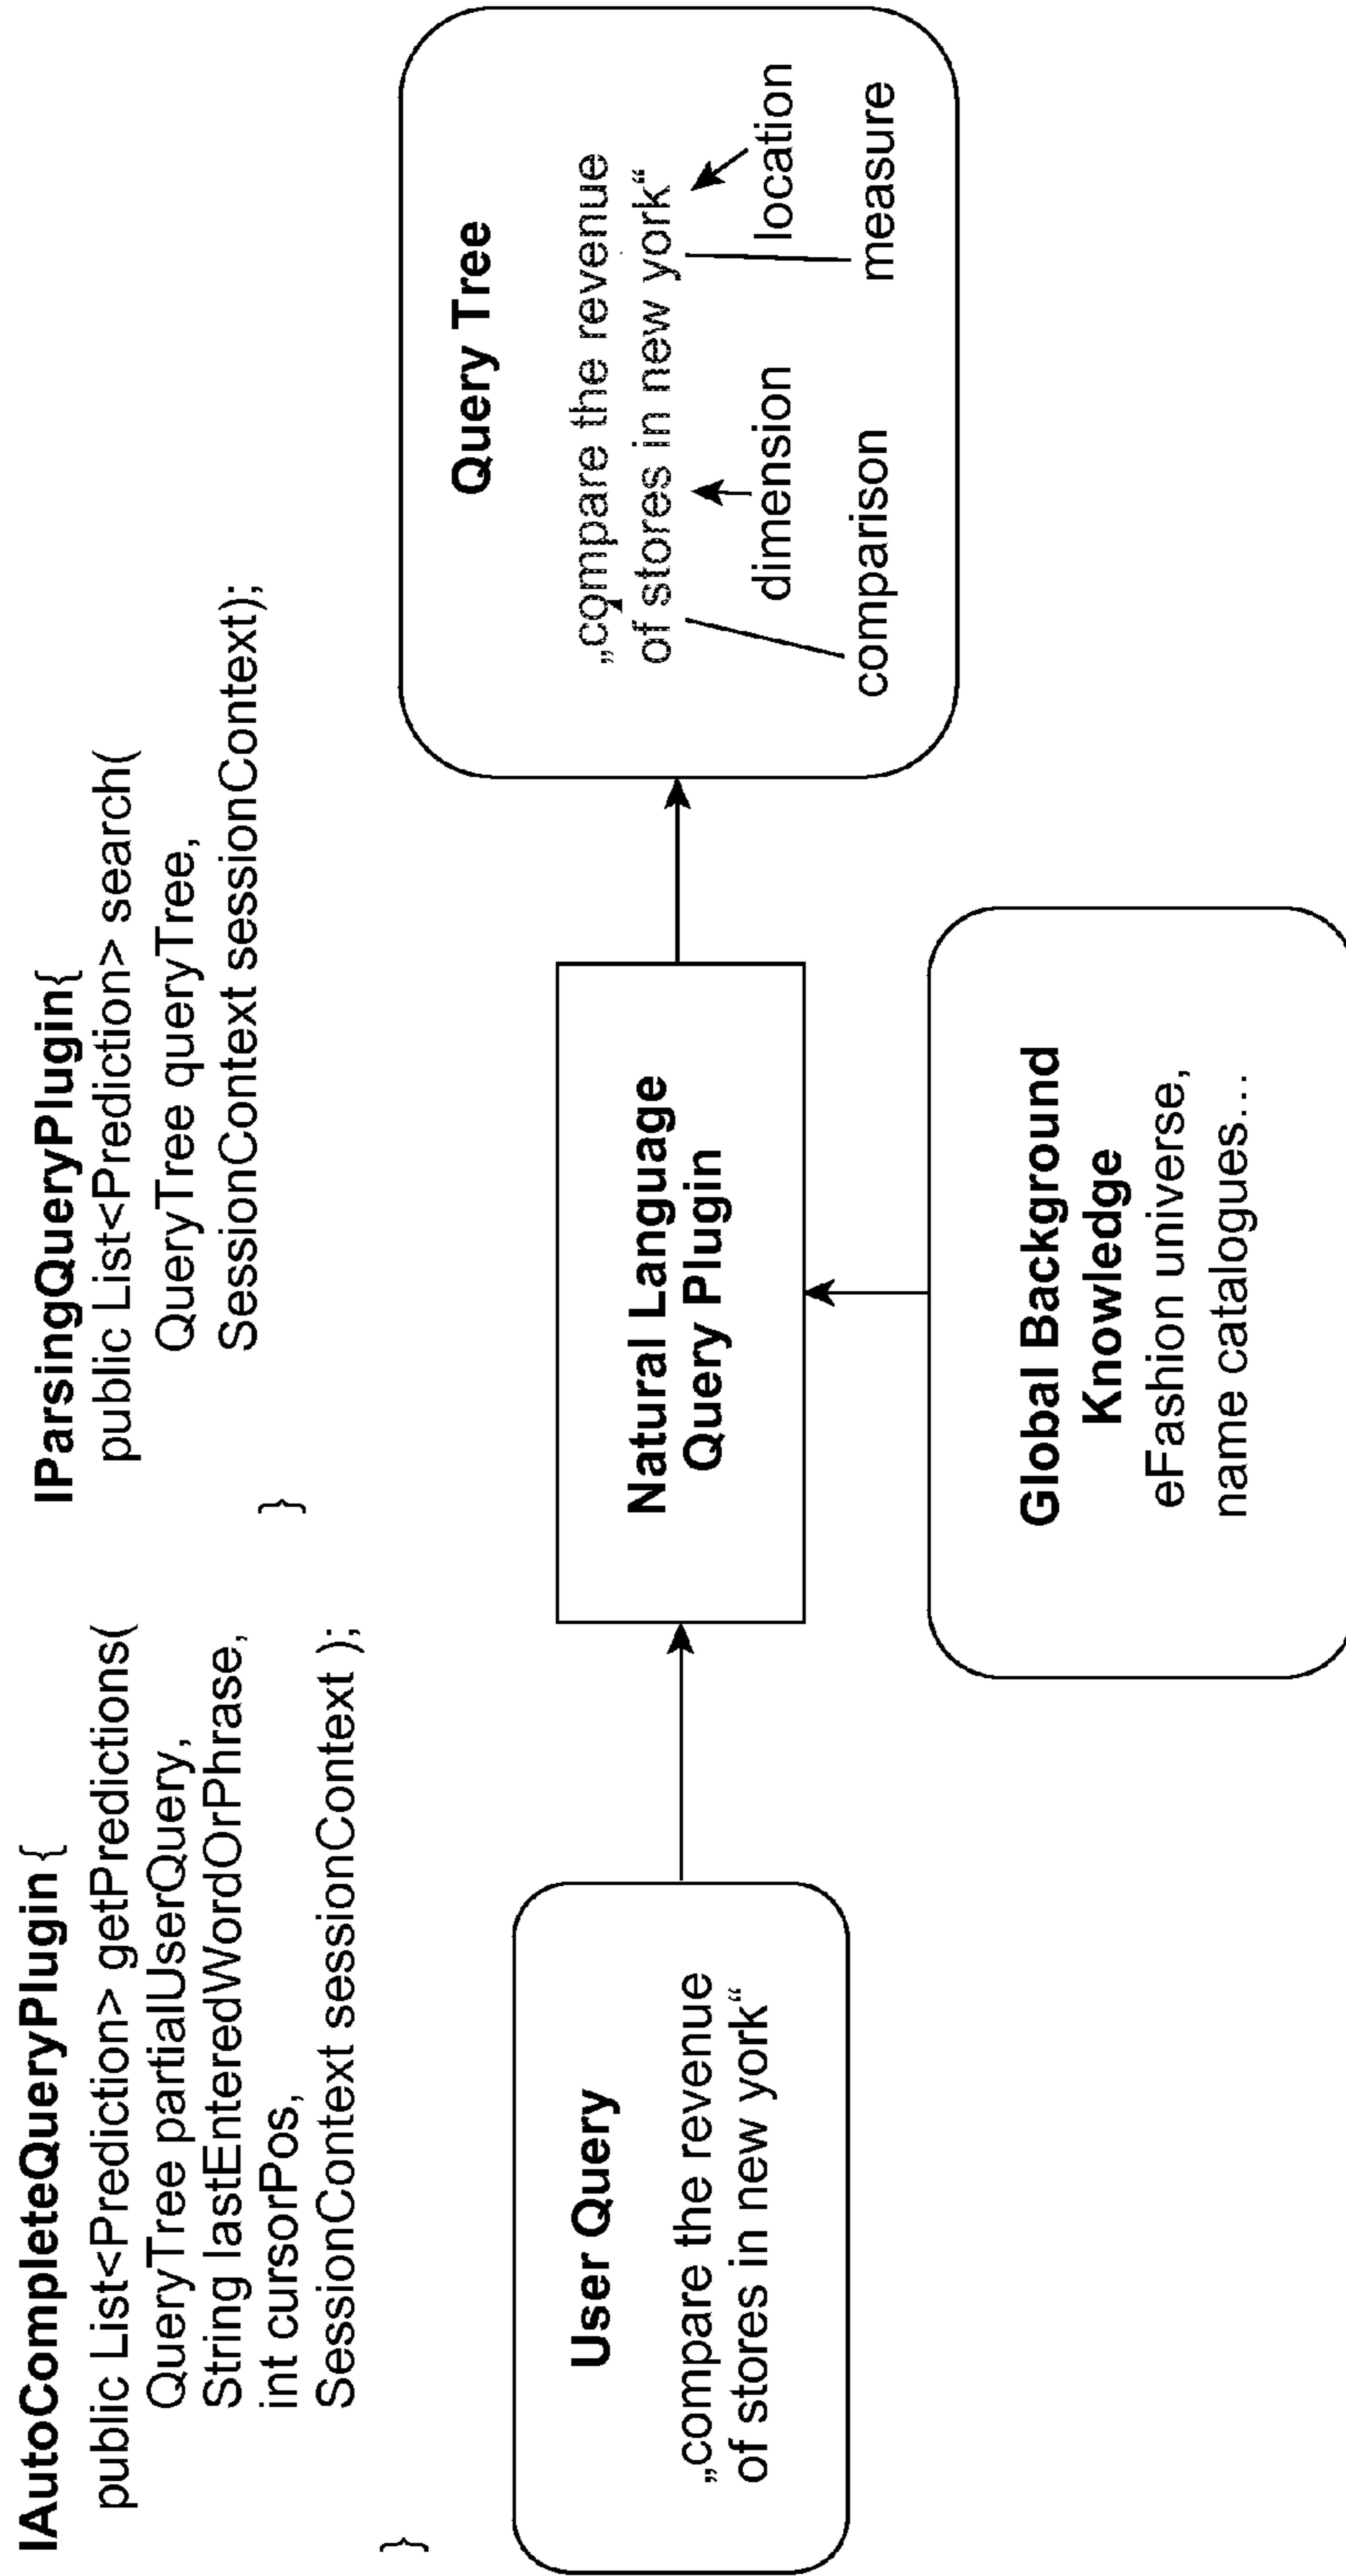 IAutoCompleteQueryPlugin {
public List<Prediction> getPredictions(
QueryTree partialUserQuery,
String lastEnteredWordOrPhrase,
int cursorPos,
SessionContext sessionContext );
}
IParsingQueryPlugin{
public List<Prediction> search(
QueryTree queryTree,
SessionContext sessionContext);
}
User Query
„compare the revenue
of stores in new york“
Natural Language
Query Plugin
Global Background
Knowledge
eFashion universe,
name catalogues...
Query Tree
„compare the revenue
of stores in new york“
dimension
location
comparison
measure